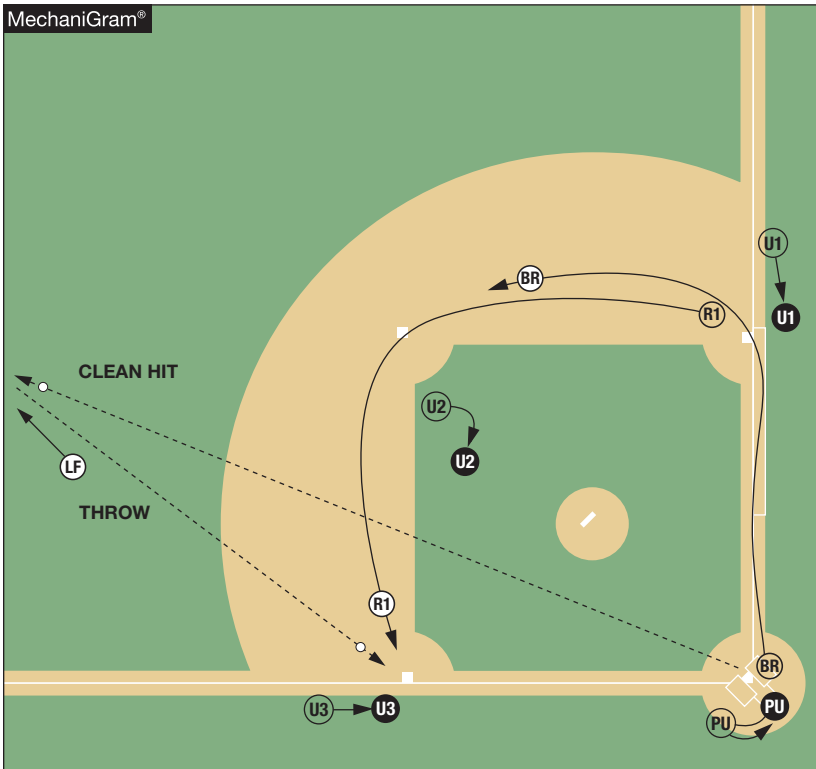 MechaniGram®
U1
BR
R1
U1
CLEAN HIT
U2
U2
LF
THROW
R1
BR
U3
U3
PU
PU